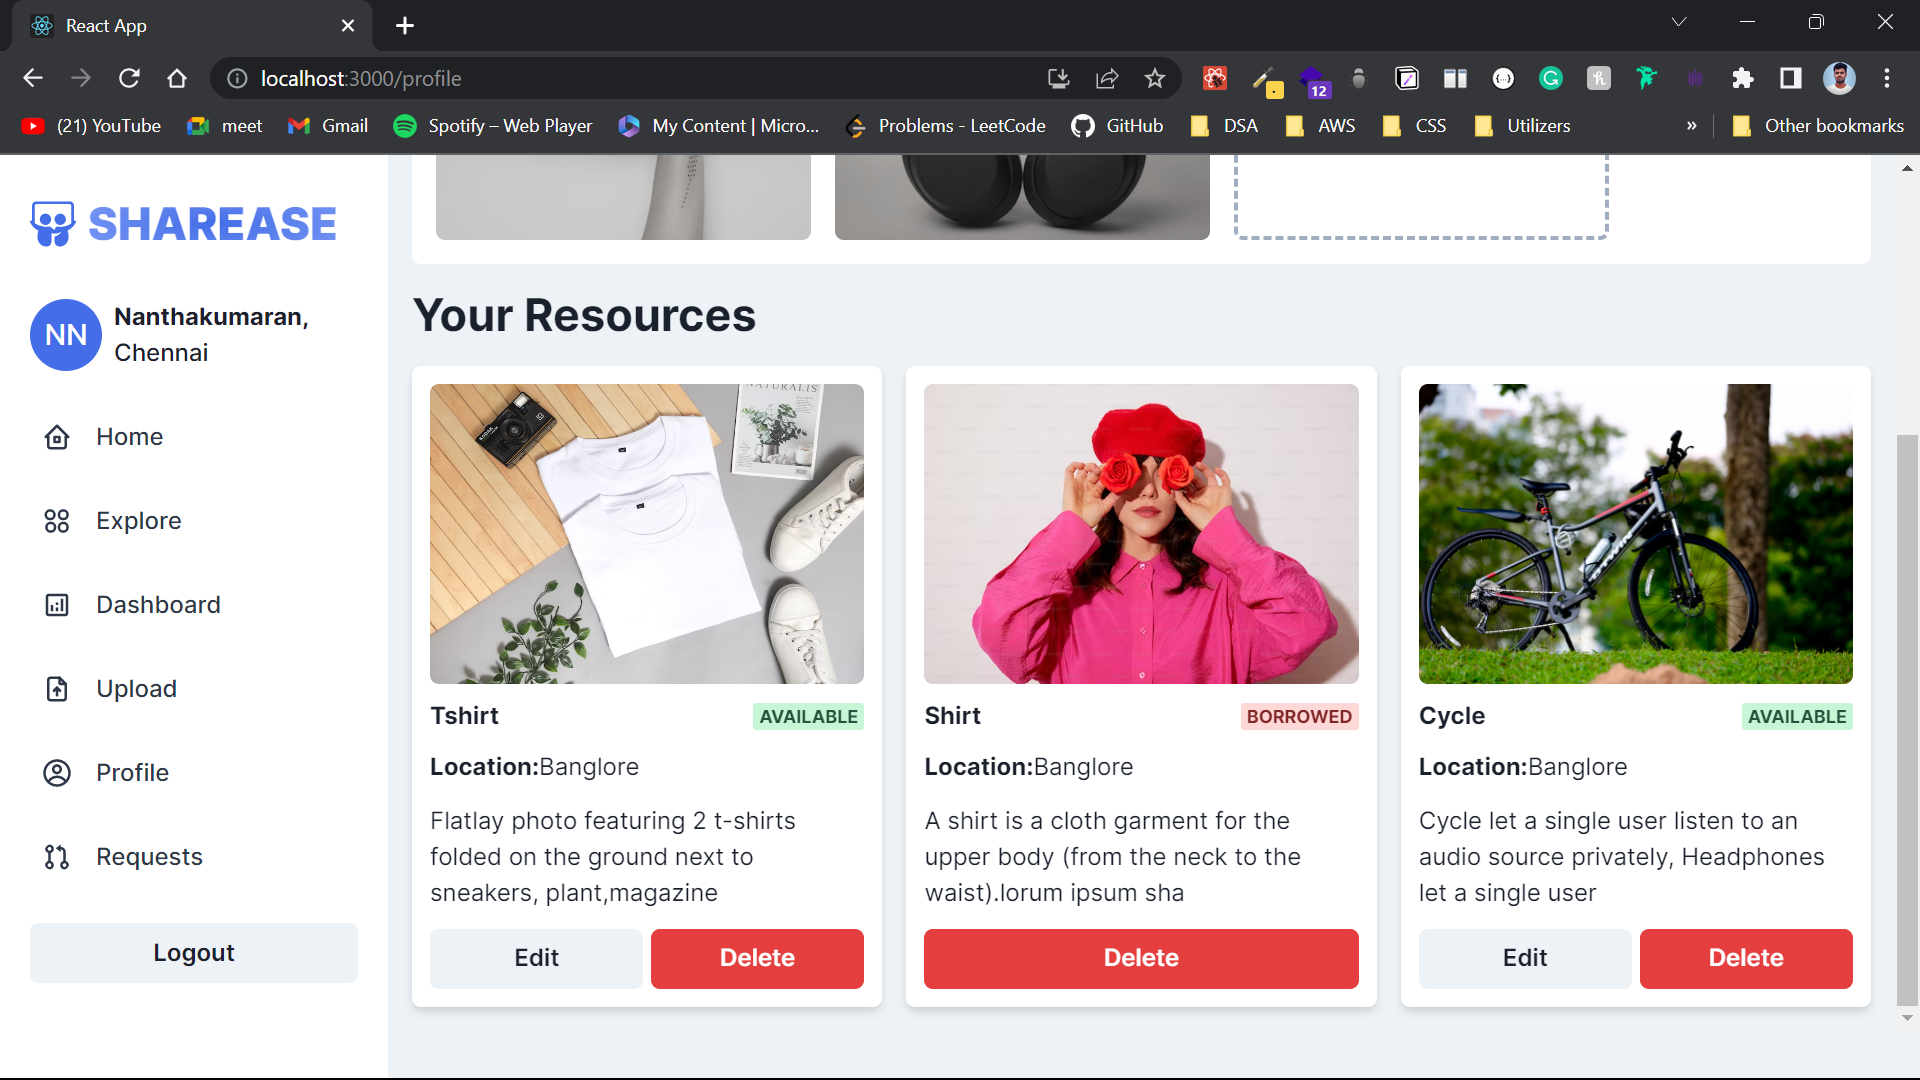 React App
localhost:3000/profile
12
(21) YouTube
meet
Gmail
Spotify – Web Player
My Content | Micro...
Problems - LeetCode
GitHub
DSA
AWS
CSS
Utilizers
»
Other bookmarks
SHAREASE
NN
Nanthakumaran,
Chennai
Home
Explore
Dashboard
Upload
Profile
Requests
Logout
Your Resources
NATURALIS
KODAK
Tshirt
AVAILABLE
Location:Banglore
Flatlay photo featuring 2 t-shirts
folded on the ground next to
sneakers, plant,magazine
Edit
Delete
Shirt
BORROWED
Location:Banglore
A shirt is a cloth garment for the
upper body (from the neck to the
waist).lorum ipsum sha
Delete
Cycle
AVAILABLE
Location:Banglore
Cycle let a single user listen to an
audio source privately, Headphones
let a single user
Edit
Delete